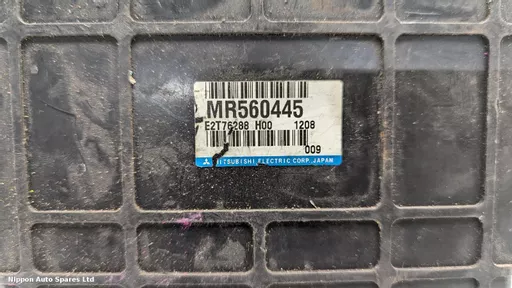 MR560445
E2T76288 H00 1208
009
MITSUBISHI ELECTRIC CORP. JAPAN
Nippon Auto Spares Ltd